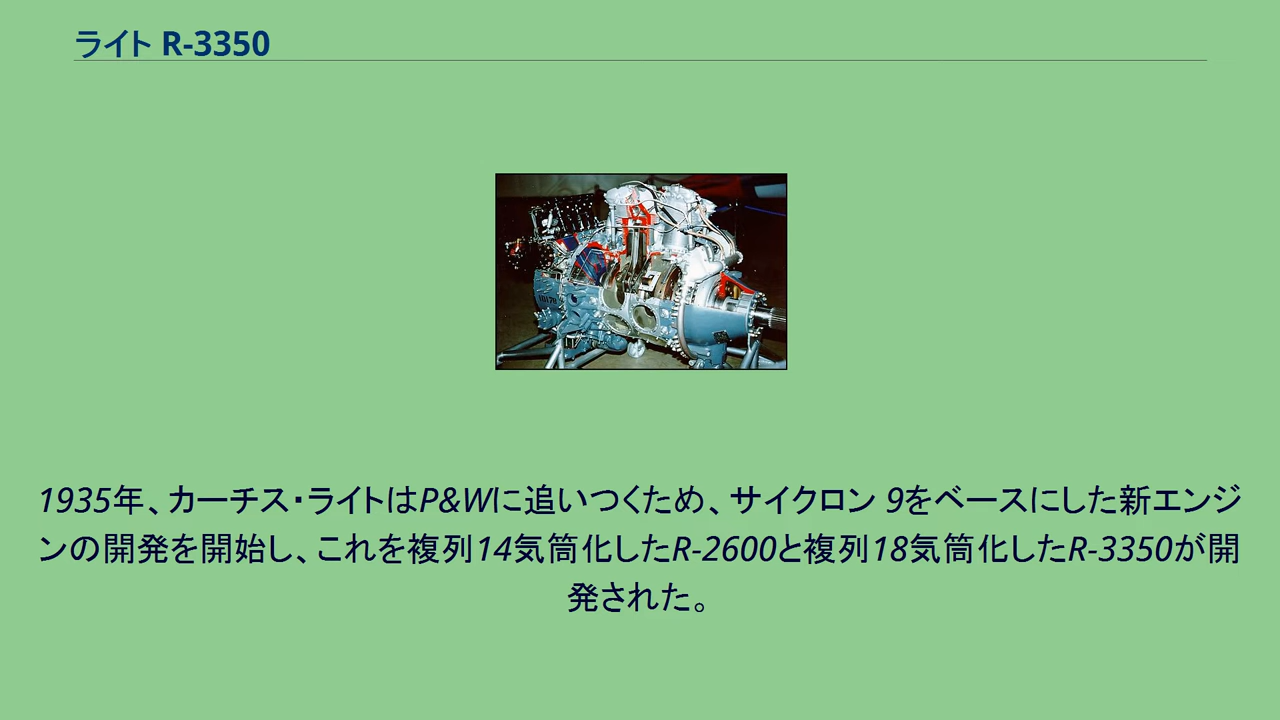 ライト R-3350
1935年、カーチス・ライトはP&Wに追いつくため、サイクロン 9をベースにした新エンジ
ンの開発を開始し、これを複列14気筒化したR-2600と複列18気筒化したR-3350が開
発された。